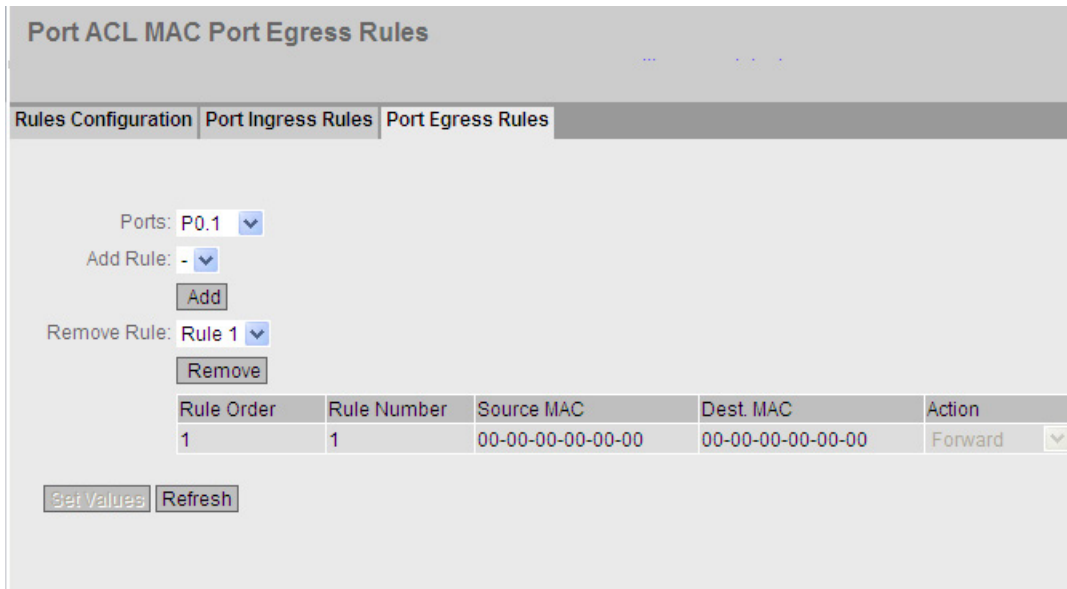 Port ACL MAC Port Egress Rules
Rules Configuration Port Ingress Rules Port Egress Rules
Ports: P0.1
Add Rule: -
Add
Remove Rule: Rule 1
Remove
Rule Order Rule Number Source MAC Dest. MAC Action
1 1 00-00-00-00-00-00 00-00-00-00-00-00 Forward
Set Values Refresh